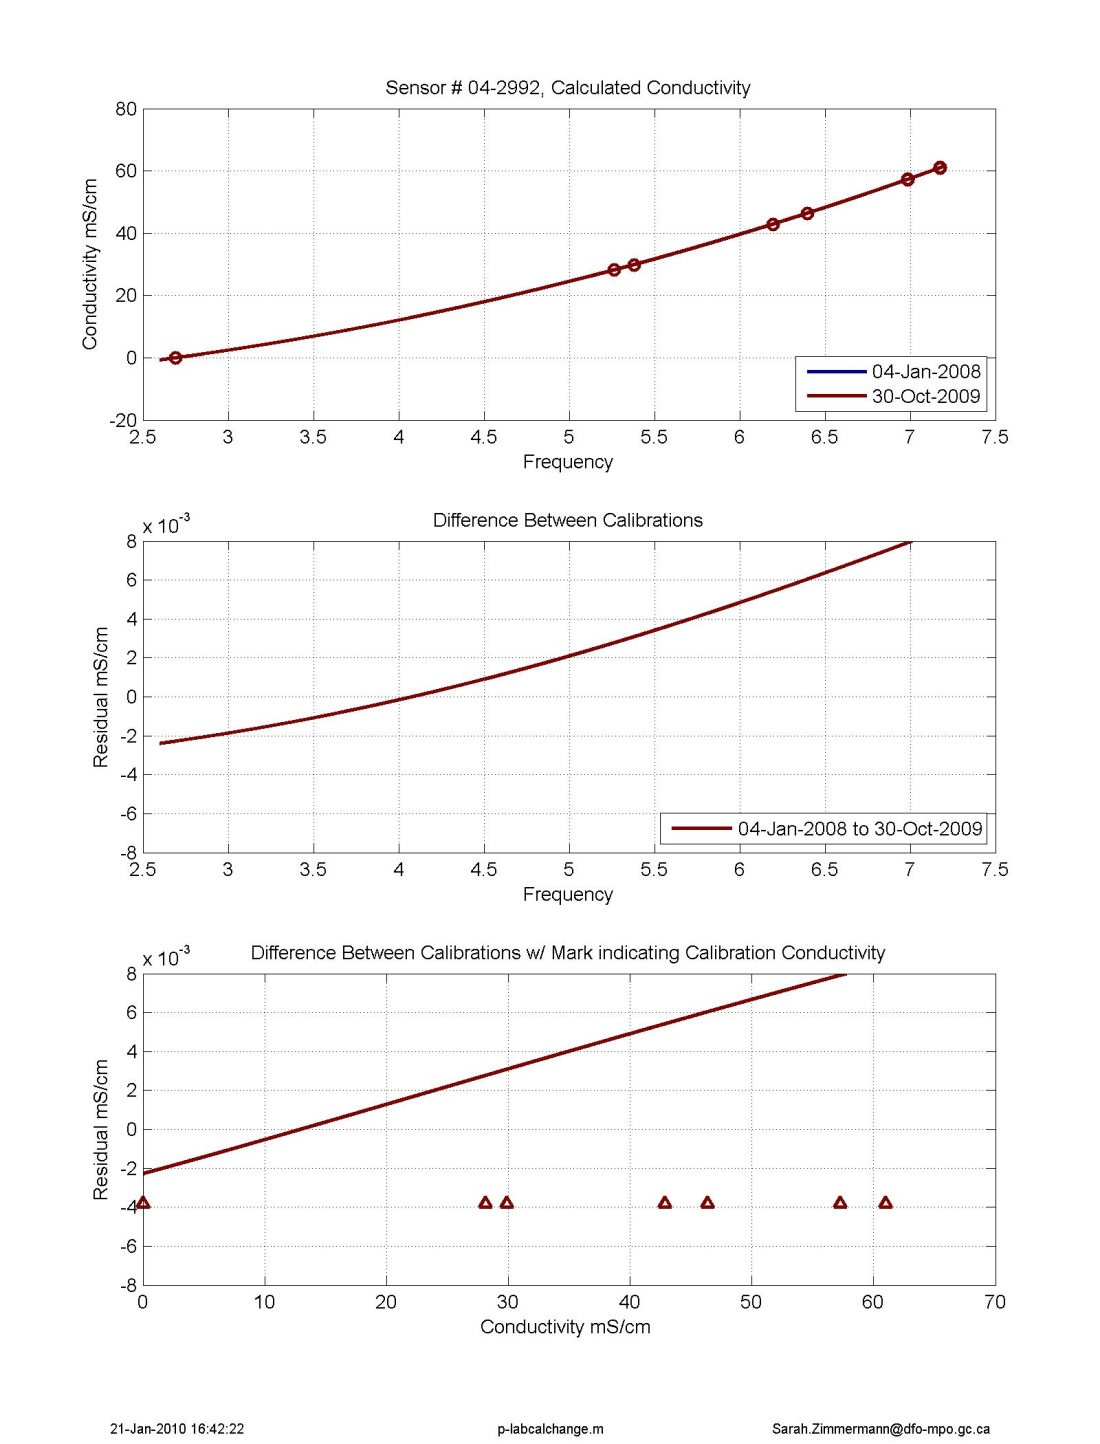 Sensor # 04-2992, Calculated Conductivity
80
60
40
20
0
-20
Conductivity mS/cm
04-Jan-2008
30-Oct-2009
2.5 3 3.5 4 4.5 5 5.5 6 6.5 7 7.5
Frequency
Difference Between Calibrations
x 10-3
8
6
4
2
0
-2
-4
-6
-8
Residual mS/cm
04-Jan-2008 to 30-Oct-2009
2.5 3 3.5 4 4.5 5 5.5 6 6.5 7 7.5
Frequency
Difference Between Calibrations w/ Mark indicating Calibration Conductivity
x 10-3
8
6
4
2
0
-2
-4
-6
-8
Residual mS/cm
0 10 20 30 40 50 60 70
Conductivity mS/cm
21-Jan-2010 16:42:22 p-labcalchange.m Sarah.Zimmermann@dfo-mpo.gc.ca